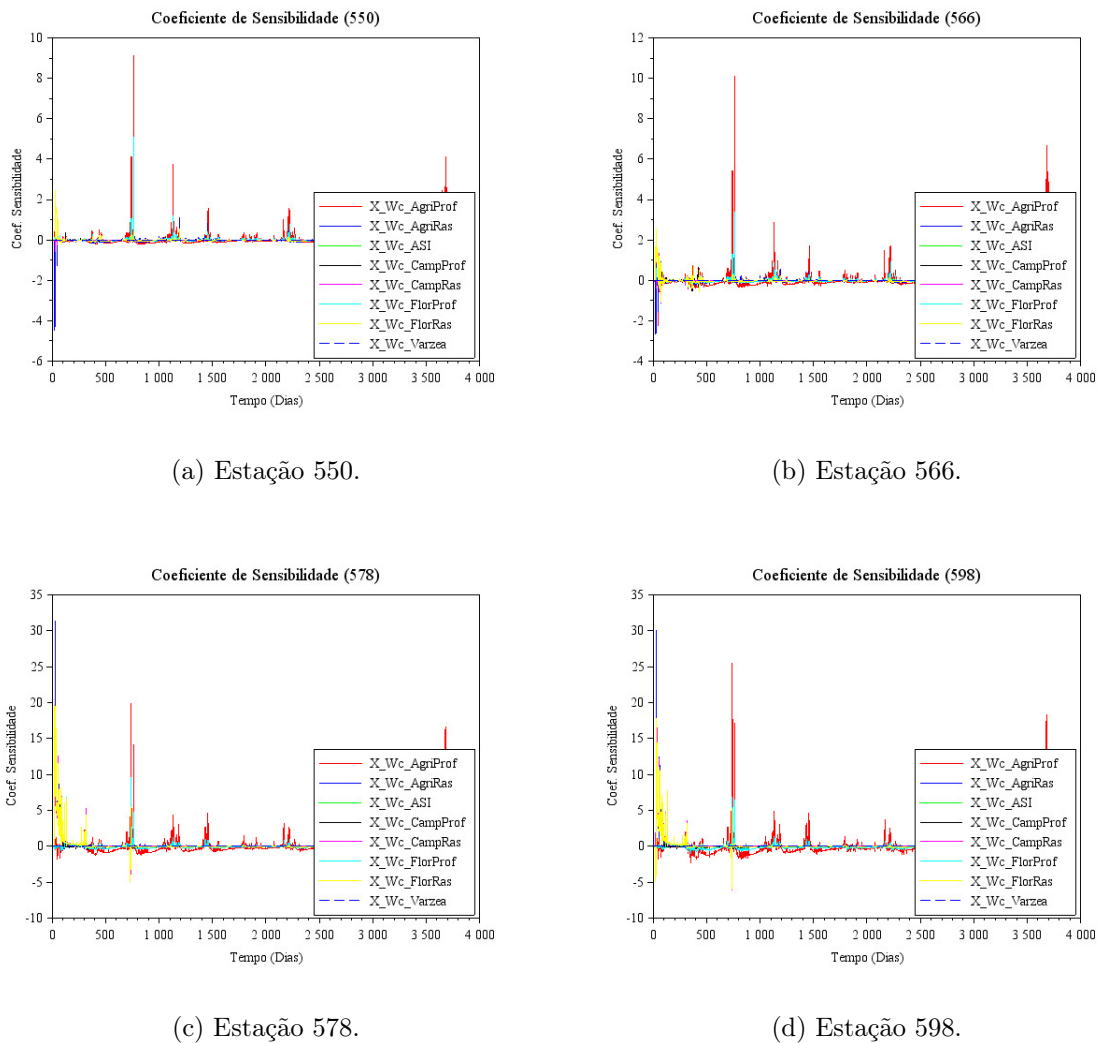 Coeficiente de Sensibilidade (550)
10
8
6
4
2
0
-2
-4
-6
Coef. Sensibilidade
X_Wc_AgriProf
X_Wc_AgriRas
X_Wc_ASI
X_Wc_CampProf
X_Wc_CampRas
X_Wc_FlorProf
X_Wc_FlorRas
X_Wc_Varzea
0 500 1 000 1 500 2 000 2 500 3 000 3 500 4 000
Tempo (Dias)
(a) Estação 550.
Coeficiente de Sensibilidade (566)
12
10
8
6
4
2
0
-2
-4
Coef. Sensibilidade
X_Wc_AgriProf
X_Wc_AgriRas
X_Wc_ASI
X_Wc_CampProf
X_Wc_CampRas
X_Wc_FlorProf
X_Wc_FlorRas
X_Wc_Varzea
0 500 1 000 1 500 2 000 2 500 3 000 3 500 4 000
Tempo (Dias)
(b) Estação 566.
Coeficiente de Sensibilidade (578)
35
30
25
20
15
10
5
0
-5
-10
Coef. Sensibilidade
X_Wc_AgriProf
X_Wc_AgriRas
X_Wc_ASI
X_Wc_CampProf
X_Wc_CampRas
X_Wc_FlorProf
X_Wc_FlorRas
X_Wc_Varzea
0 500 1 000 1 500 2 000 2 500 3 000 3 500 4 000
Tempo (Dias)
(c) Estação 578.
Coeficiente de Sensibilidade (598)
35
30
25
20
15
10
5
0
-5
-10
Coef. Sensibilidade
X_Wc_AgriProf
X_Wc_AgriRas
X_Wc_ASI
X_Wc_CampProf
X_Wc_CampRas
X_Wc_FlorProf
X_Wc_FlorRas
X_Wc_Varzea
0 500 1 000 1 500 2 000 2 500 3 000 3 500 4 000
Tempo (Dias)
(d) Estação 598.